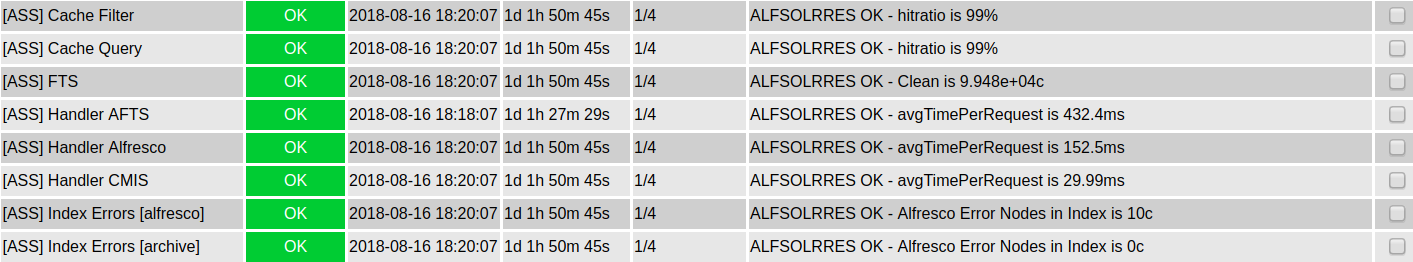 [ASS] Cache Filter OK 2018-08-16 18:20:07 1d 1h 50m 45s 1/4 ALFSOLRRES OK - hitratio is 99%
[ASS] Cache Query OK 2018-08-16 18:20:07 1d 1h 50m 45s 1/4 ALFSOLRRES OK - hitratio is 99%
[ASS] FTS OK 2018-08-16 18:20:07 1d 1h 50m 45s 1/4 ALFSOLRRES OK - Clean is 9.948e+04c
[ASS] Handler AFTS OK 2018-08-16 18:18:07 1d 1h 27m 29s 1/4 ALFSOLRRES OK - avgTimePerRequest is 432.4ms
[ASS] Handler Alfresco OK 2018-08-16 18:20:07 1d 1h 50m 45s 1/4 ALFSOLRRES OK - avgTimePerRequest is 152.5ms
[ASS] Handler CMIS OK 2018-08-16 18:20:07 1d 1h 50m 45s 1/4 ALFSOLRRES OK - avgTimePerRequest is 29.99ms
[ASS] Index Errors [alfresco] OK 2018-08-16 18:20:07 1d 1h 50m 45s 1/4 ALFSOLRRES OK - Alfresco Error Nodes in Index is 10c
[ASS] Index Errors [archive] OK 2018-08-16 18:20:07 1d 1h 50m 45s 1/4 ALFSOLRRES OK - Alfresco Error Nodes in Index is 0c